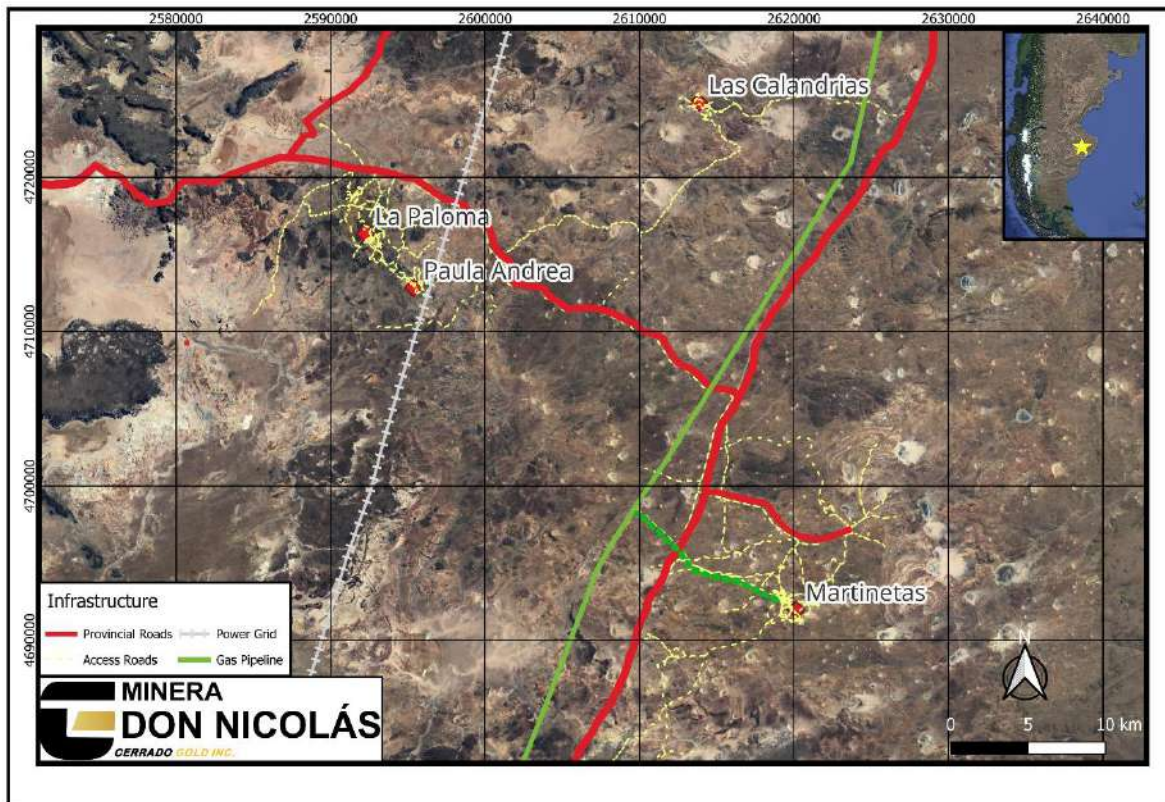 2580000 2590000 2600000 2610000 2620000 2630000 2640000
Las Calandrias
4720000
La Paloma
Paula Andrea
4710000
4700000
Martinetas
4690000
Infrastructure
Provincial Roads Power Grid
Access Roads Gas Pipeline
MINERA
DON NICOLÁS
CERRADO GOLD INC.
N
0 5 10 km